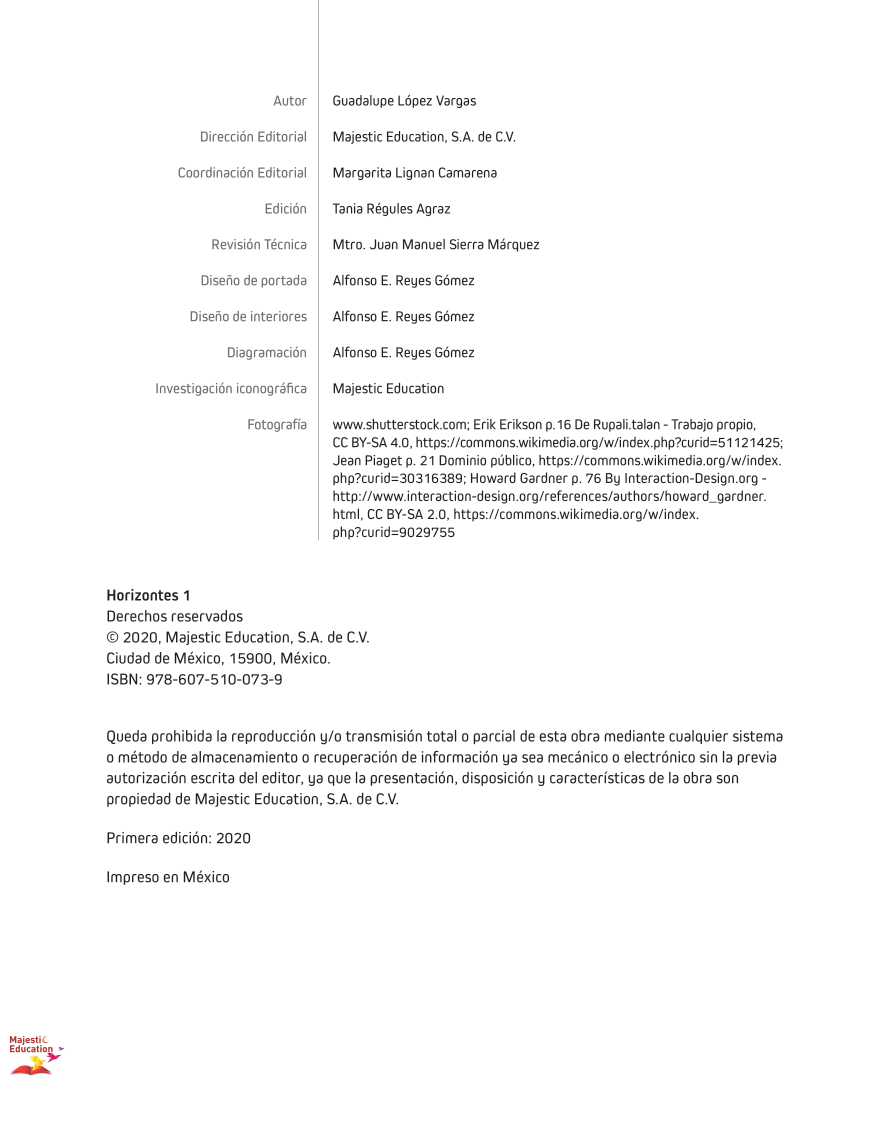 Autor Guadalupe López Vargas
Dirección Editorial Majestic Education, S.A. de C.V.
Coordinación Editorial Margarita Lignan Camarena
Edición Tania Régules Agraz
Revisión Técnica Mtro. Juan Manuel Sierra Márquez
Diseño de portada Alfonso E. Reyes Gómez
Diseño de interiores Alfonso E. Reyes Gómez
Diagramación Alfonso E. Reyes Gómez
Investigación iconográfica Majestic Education
Fotografía www.shutterstock.com; Erik Erikson p.16 De Rupali.talan - Trabajo propio,
CC BY-SA 4.0, https://commons.wikimedia.org/w/index.php?curid=51121425;
Jean Piaget p. 21 Dominio público, https://commons.wikimedia.org/w/index.
php?curid=30316389; Howard Gardner p. 76 By Interaction-Design.org -
http://www.interaction-design.org/references/authors/howard_gardner.
html, CC BY-SA 2.0, https://commons.wikimedia.org/w/index.
php?curid=9029755
Horizontes 1
Derechos reservados
© 2020, Majestic Education, S.A. de C.V.
Ciudad de México, 15900, México.
ISBN: 978-607-510-073-9
Queda prohibida la reproducción y/o transmisión total o parcial de esta obra mediante cualquier sistema
o método de almacenamiento o recuperación de información ya sea mecánico o electrónico sin la previa
autorización escrita del editor, ya que la presentación, disposición y características de la obra son
propiedad de Majestic Education, S.A. de C.V.
Primera edición: 2020
Impreso en México
Majestic
Education